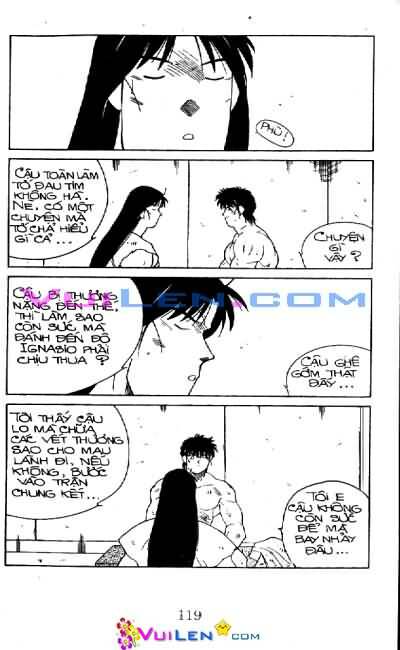 PHÙ!
CẬU TOÀN LÀM
TỚ ĐAU TIM
KHÔNG HÀ.
NÈ, CÓ MỘT
CHUYỆN MÀ
TỚ CHẢ HIỂU
GÌ CẢ...
CHUYỆN
GÌ
VẬY?
CẬU BỊ THƯƠNG
NẶNG ĐẾN THẾ,
THÌ LÀM SAO
CÒN SỨC MÀ
ĐÁNH ĐẾN ĐỖ
IGNASIO PHẢI
CHỊU THUA?
CẬU GHÊ
GỚM THẬT
ĐẤY...
VUILEN.COM
TÔI THẤY CẬU
LO MÀ CHỮA
CÁC VẾT THƯƠNG
SAO CHO MAU
LÀNH ĐI, NẾU
KHÔNG, BƯỚC
VÀO TRẬN
CHUNG KẾT...
TÔI E
CẬU KHÔNG
CÒN SỨC
ĐỂ MÀ
BAY NHẢY
ĐÂU...
119
VUILEN.COM